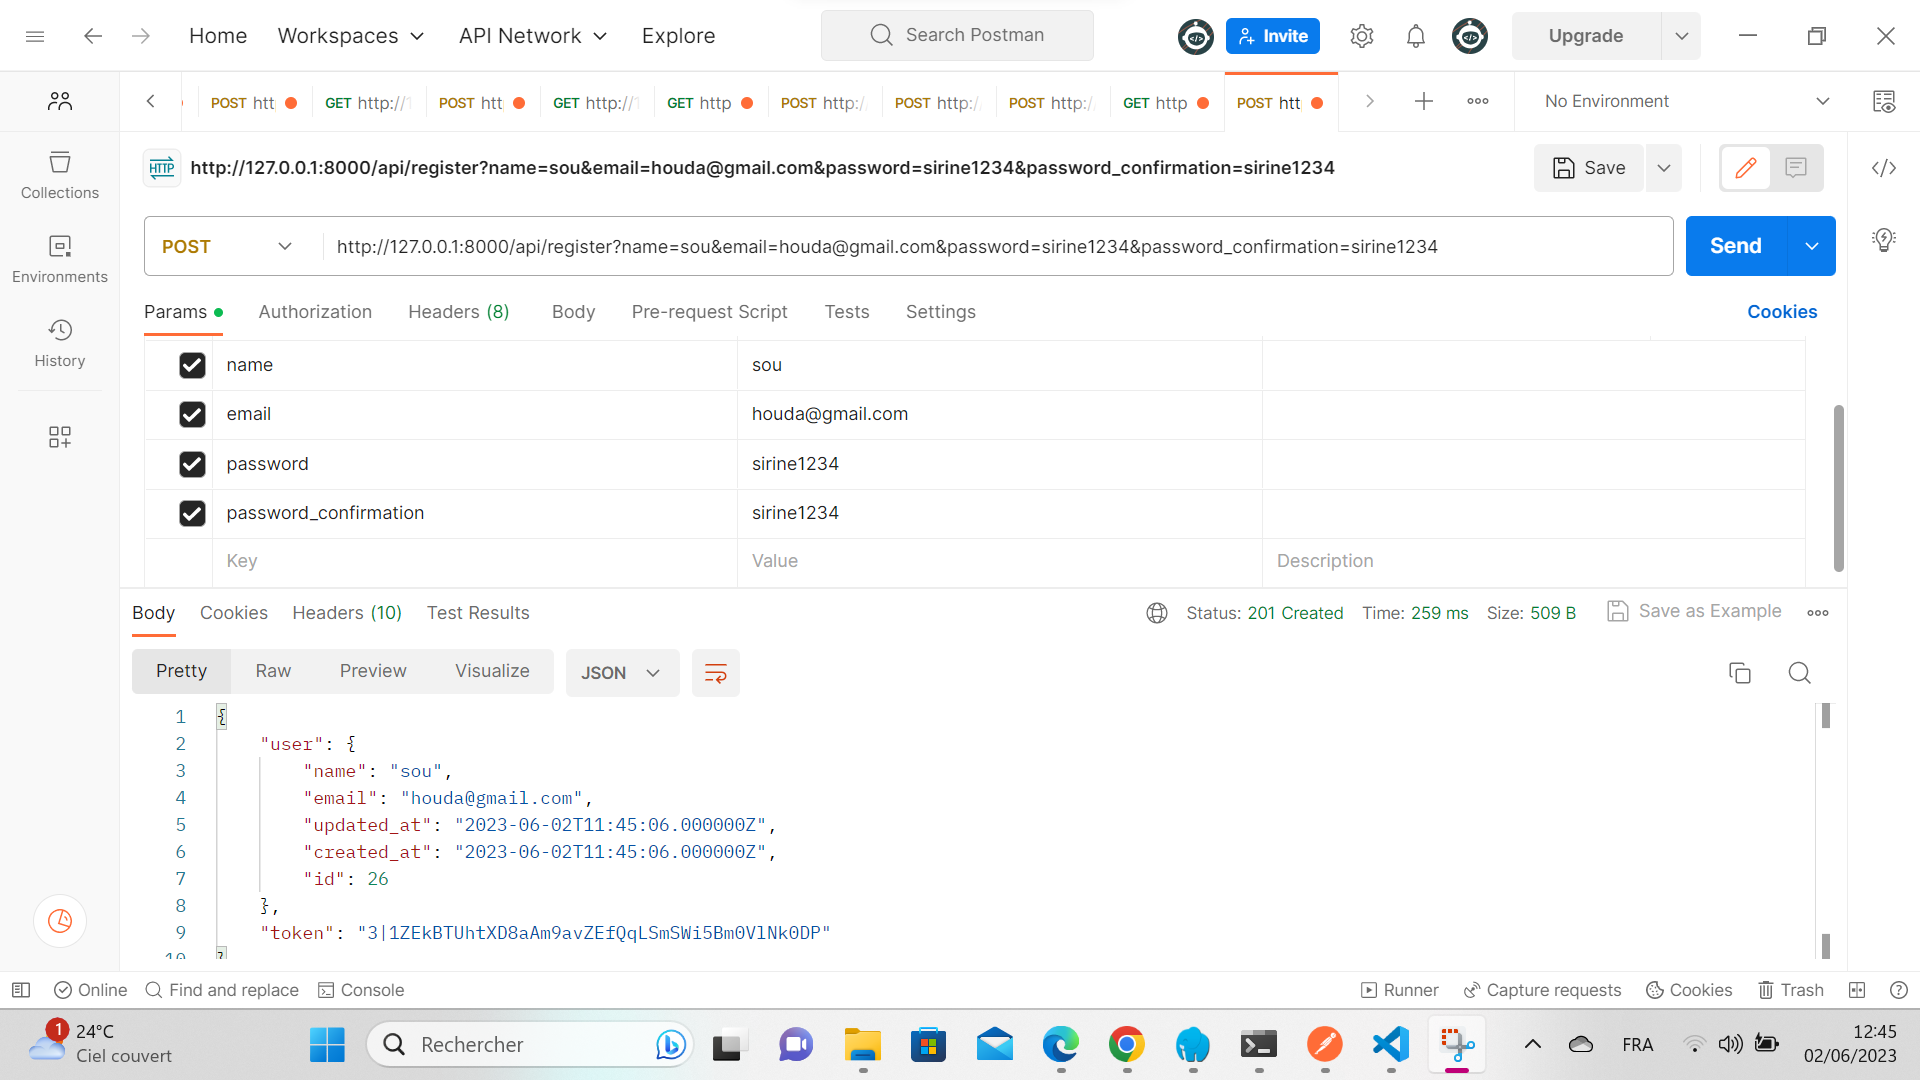 Home
Workspaces
API Network
Explore
Search Postman
Invite
Upgrade
POST htt
GET http://1
POST htt
GET http://1
GET http
POST http:/
POST http:/
POST http:/
GET http
POST htt
No Environment
HTTP
http://127.0.0.1:8000/api/register?name=sou&email=houda@gmail.com&password=sirine1234&password_confirmation=sirine1234
Save
Collections
Environments
History
POST
http://127.0.0.1:8000/api/register?name=sou&email=houda@gmail.com&password=sirine1234&password_confirmation=sirine1234
Send
Params
Authorization
Headers (8)
Body
Pre-request Script
Tests
Settings
Cookies
name sou
email houda@gmail.com
password sirine1234
password_confirmation sirine1234
Key Value Description
Body
Cookies
Headers (10)
Test Results
Status: 201 Created
Time: 259 ms
Size: 509 B
Save as Example
Pretty
Raw
Preview
Visualize
JSON
1 {
2 "user": {
3 "name": "sou",
4 "email": "houda@gmail.com",
5 "updated_at": "2023-06-02T11:45:06.000000Z",
6 "created_at": "2023-06-02T11:45:06.000000Z",
7 "id": 26
8 },
9 "token": "3|1ZEkBTUhtXD8aAm9avZEfQqLSmSWi5Bm0VlNk0DP"
10 }
Online
Find and replace
Console
Runner
Capture requests
Cookies
Trash
1
24°C
Ciel couvert
Rechercher
FRA
12:45
02/06/2023